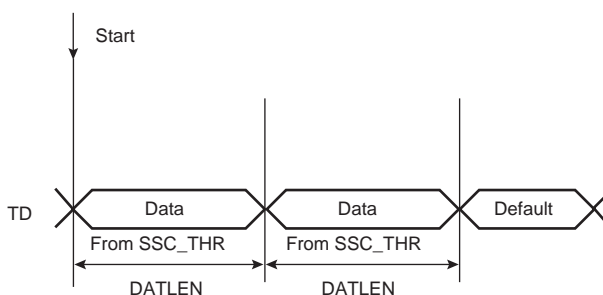 Start
TD
Data
Data
Default
From SSC_THR
From SSC_THR
DATLEN
DATLEN